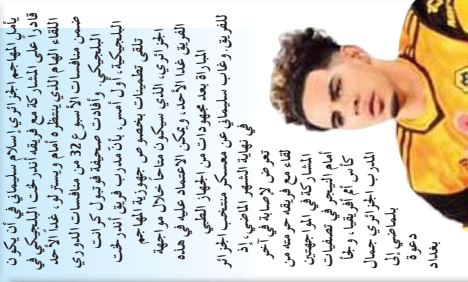 يأمل المهاجم الجزائري إسلام سليماني في أن يكون
قادرا على المشاركة مع فريقه أندرلخت البلجيكي في
اللقاء الهام الذي ينتظره أمام ويسترلو، غدا الأحد
ضمن منافسات الأسبوع 32 من منافسات الدوري
البلجيكي. وأفادت صحيفة فوتبول كرانت
البلجيكية، أول أمس، بأن مدرب فريق أندرلخت
تلقى تطمينات بخصوص جهوزية المهاجم
الجزائري، الذي سيكون متاحا خلال مواجهة
الفريق غدا الأحد، ويمكن الاعتماد عليه في هذه
المباراة بعد مجهودات من الجهاز الطبي
للفريق. وغاب سليماني عن معسكر منتخب الجزائر
في نهاية الشهر الماضي، إذ
تعرض لإصابة في آخر
لقاء مع فريقه حرمته من
المشاركة في المواجهتين
أمام النيجر في تصفيات
كأس أمم أفريقيا، ولجأ
المدرب الجزائري جمال
بلماضي إلى
دعوة
بغداد